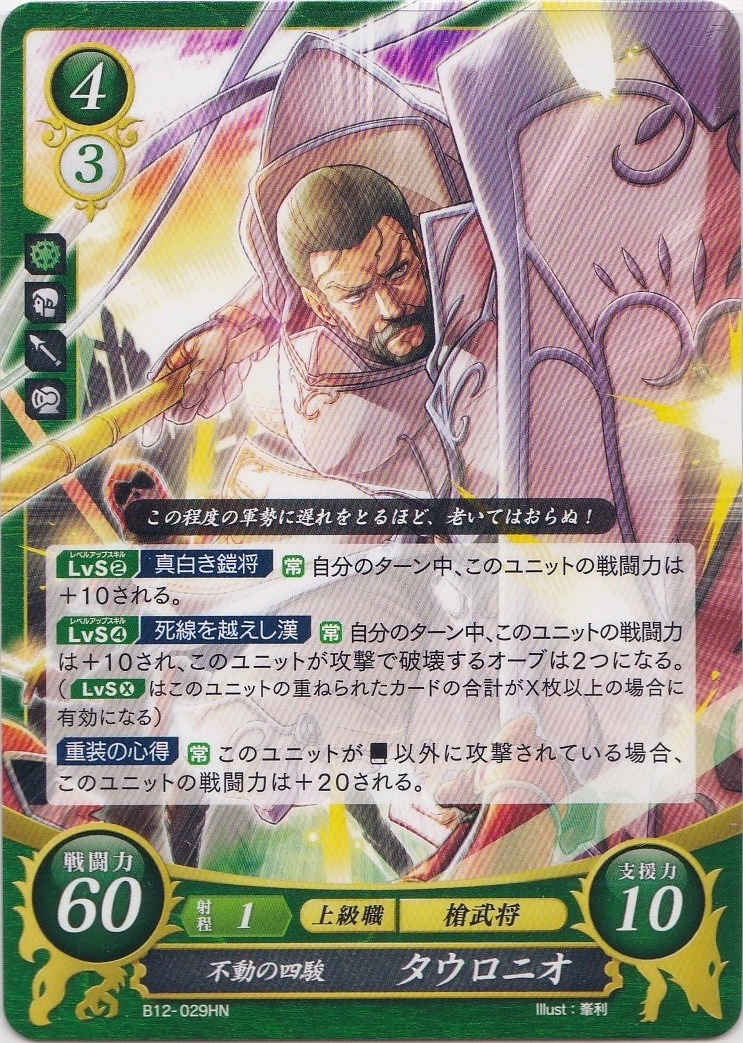 4
3
この程度の軍勢に遅れをとるほど、老いてはおらぬ！
レベルアップスキル
LvS② 真白き鎧将 常 自分のターン中、このユニットの戦闘力は
＋10される。
レベルアップスキル
LvS④ 死線を越えし漢 常 自分のターン中、このユニットの戦闘力
は＋10され、このユニットが攻撃で破壊するオーブは2つになる。
（LvSⓍはこのユニットの重ねられたカードの合計がX枚以上の場合に
有効になる）
重装の心得 常 このユニットが 以外に攻撃されている場合、
このユニットの戦闘力は＋20される。
戦闘力
60
射程 1 上級職 槍武将
支援力
10
不動の四駿 タウロニオ
B12-029HN Illust：峯利